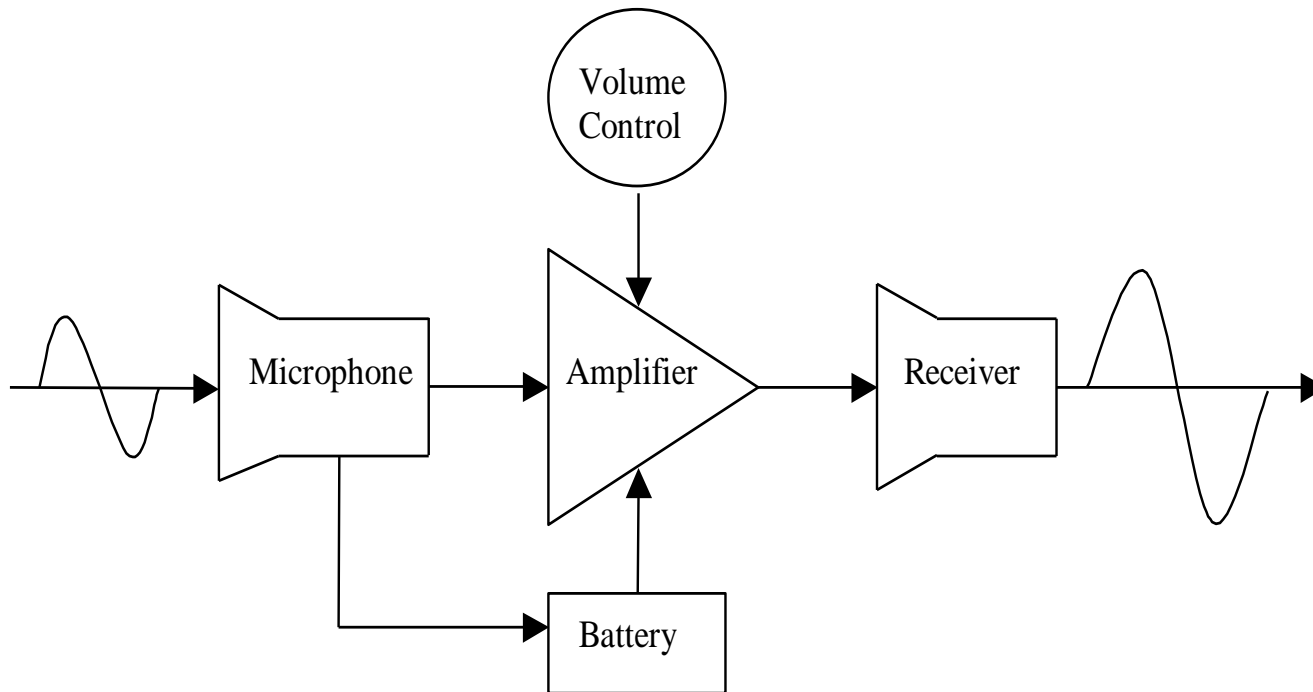 Volume
Control
Microphone
Amplifier
Receiver
Battery